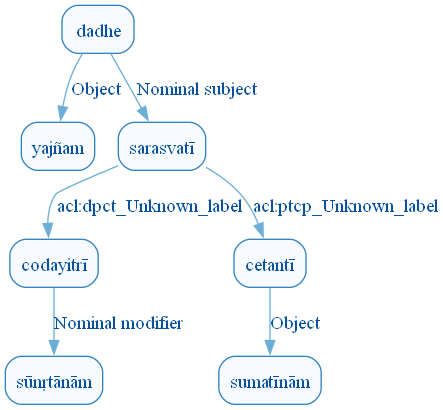 dadhe
Object
Nominal subject
yajñam
sarasvatī
acl:dpct_Unknown_label
acl:ptcp_Unknown_label
codayitrī
cetantī
Nominal modifier
Object
sūnṛtānām
sumatīnām